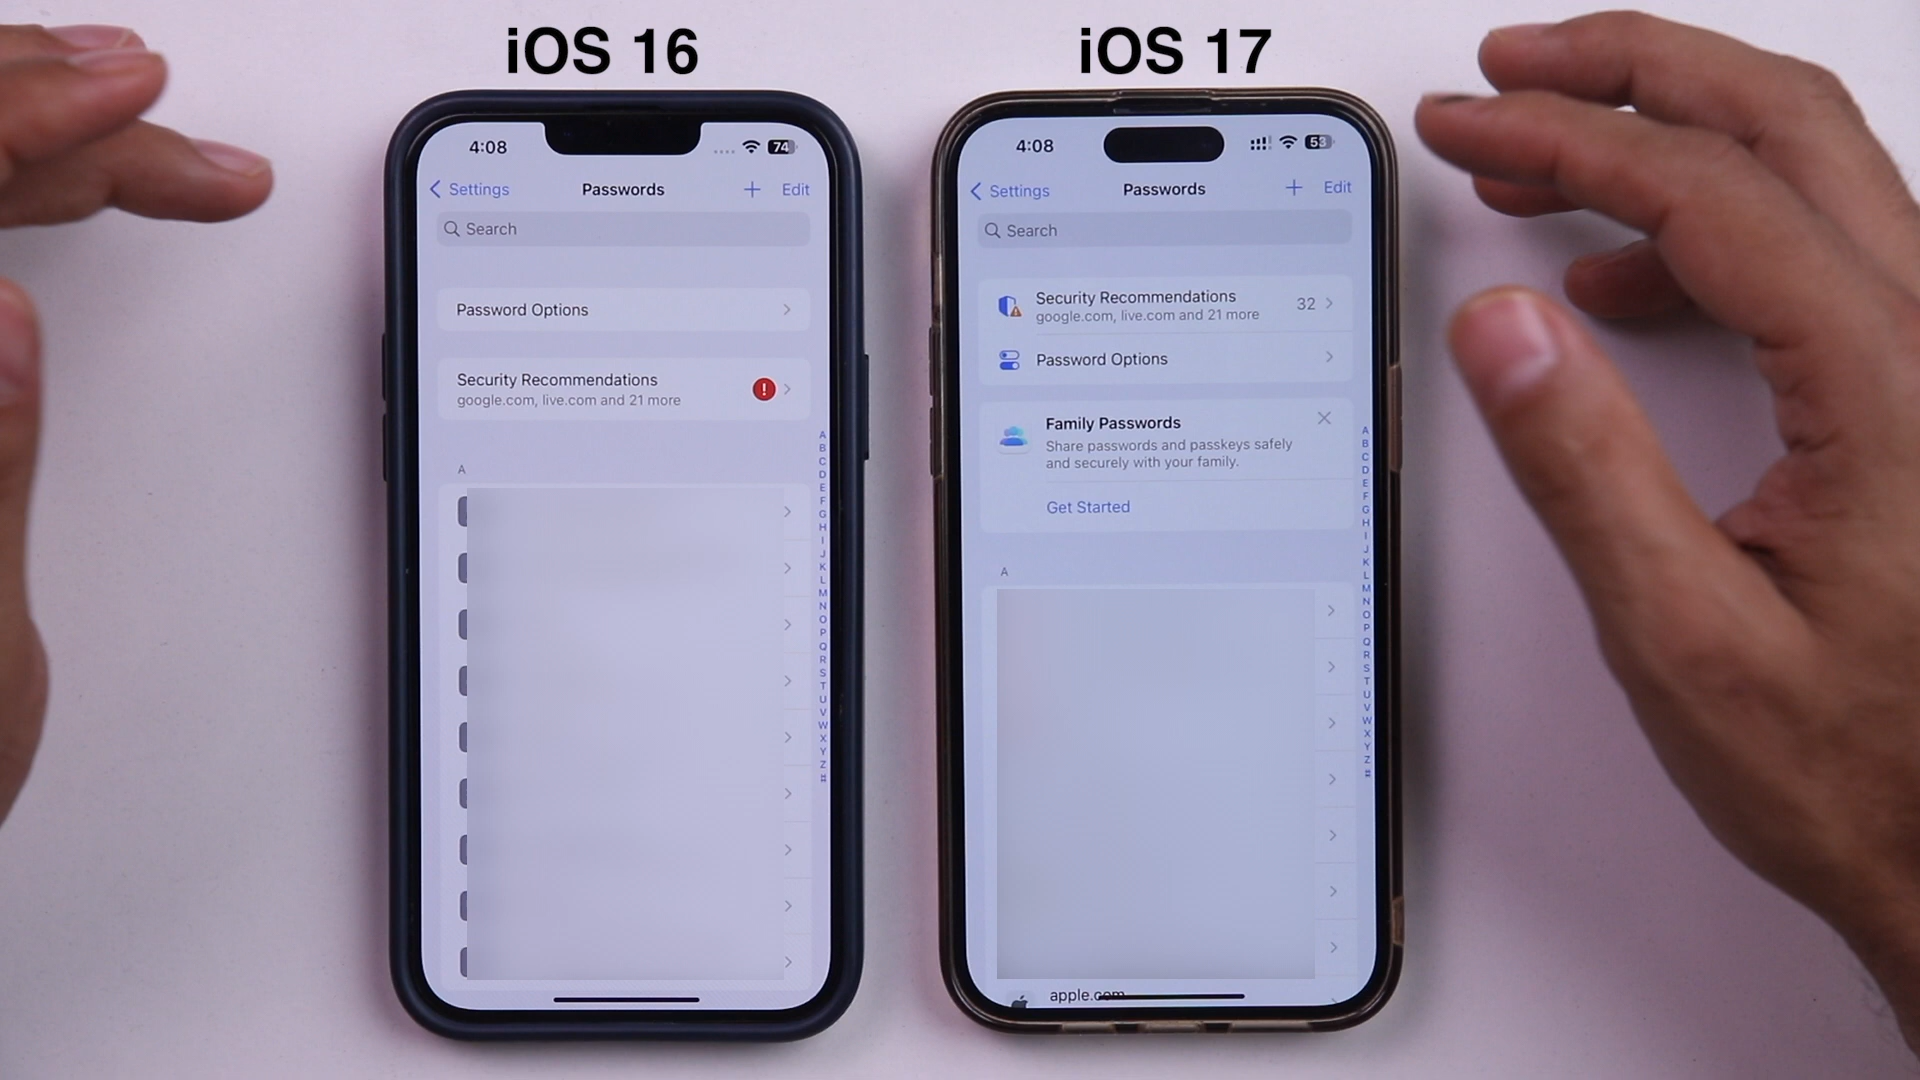 iOS 16
4:08
74
Settings
Passwords
Edit
Search
Password Options
Security Recommendations
google.com, live.com and 21 more
A
A
B
C
D
E
F
G
H
I
J
K
L
M
N
O
P
Q
R
S
T
U
V
W
X
Y
Z
#
iOS 17
4:08
53
Settings
Passwords
Edit
Search
Security Recommendations
32
google.com, live.com and 21 more
Password Options
Family Passwords
Share passwords and passkeys safely
and securely with your family.
Get Started
A
apple.com
A
B
C
D
E
F
G
H
I
J
K
L
M
N
O
P
Q
R
S
T
U
V
W
X
Y
Z
#